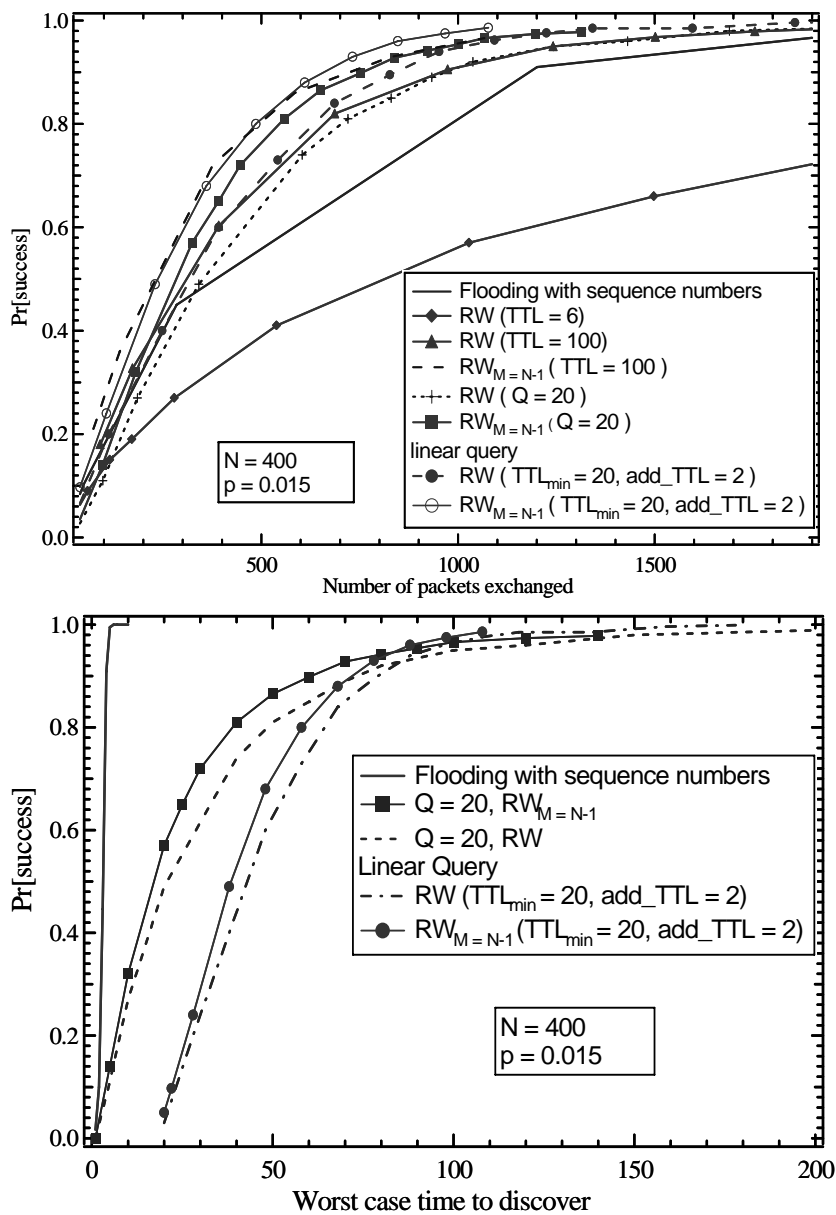 1.0
0.8
0.6
0.4
0.2
0.0
Pr[success]
Flooding with sequence numbers
RW (TTL = 6)
RW (TTL = 100)
RW_M = N-1 ( TTL = 100 )
RW ( Q = 20 )
RW_M = N-1 ( Q = 20 )
linear query
RW ( TTL_min = 20, add_TTL = 2 )
RW_M = N-1 ( TTL_min = 20, add_TTL = 2 )
N = 400
p = 0.015
500 1000 1500
Number of packets exchanged
1.0
0.8
0.6
0.4
0.2
0.0
Pr[success]
Flooding with sequence numbers
Q = 20, RW_M = N-1
Q = 20, RW
Linear Query
RW (TTL_min = 20, add_TTL = 2)
RW_M = N-1 (TTL_min = 20, add_TTL = 2)
N = 400
p = 0.015
0 50 100 150 200
Worst case time to discover